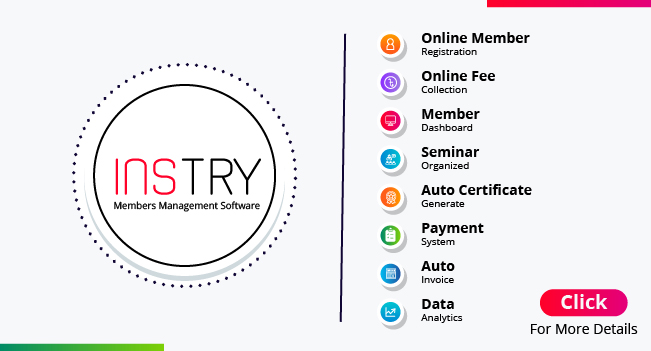 INSTRY
Members Management Software
Online Member
Registration
Online Fee
Collection
Member
Dashboard
Seminar
Organized
Auto Certificate
Generate
Payment
System
Auto
Invoice
Data
Analytics
Click
For More Details